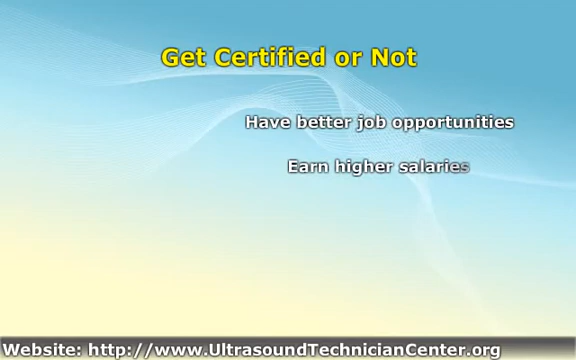 Get Certified or Not
Have better job opportunities
Earn higher salaries
Website: http://www.UltrasoundTechnicianCenter.org